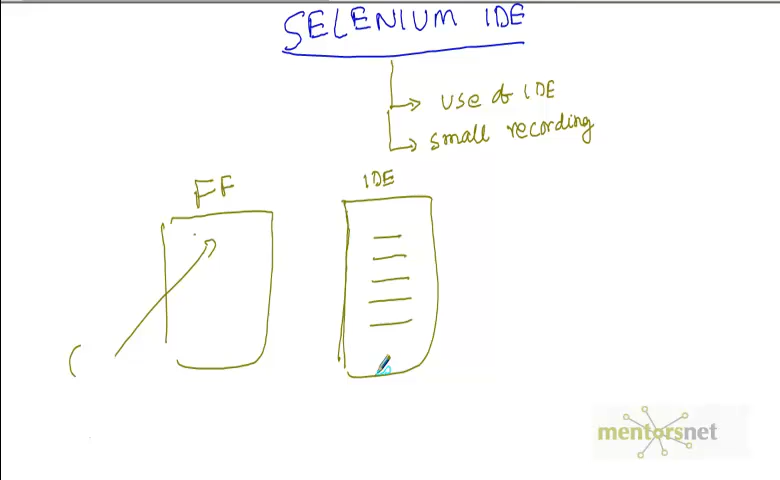 SELENIUM IDE
use of IDE
small recording
FF
IDE
mentorsnet